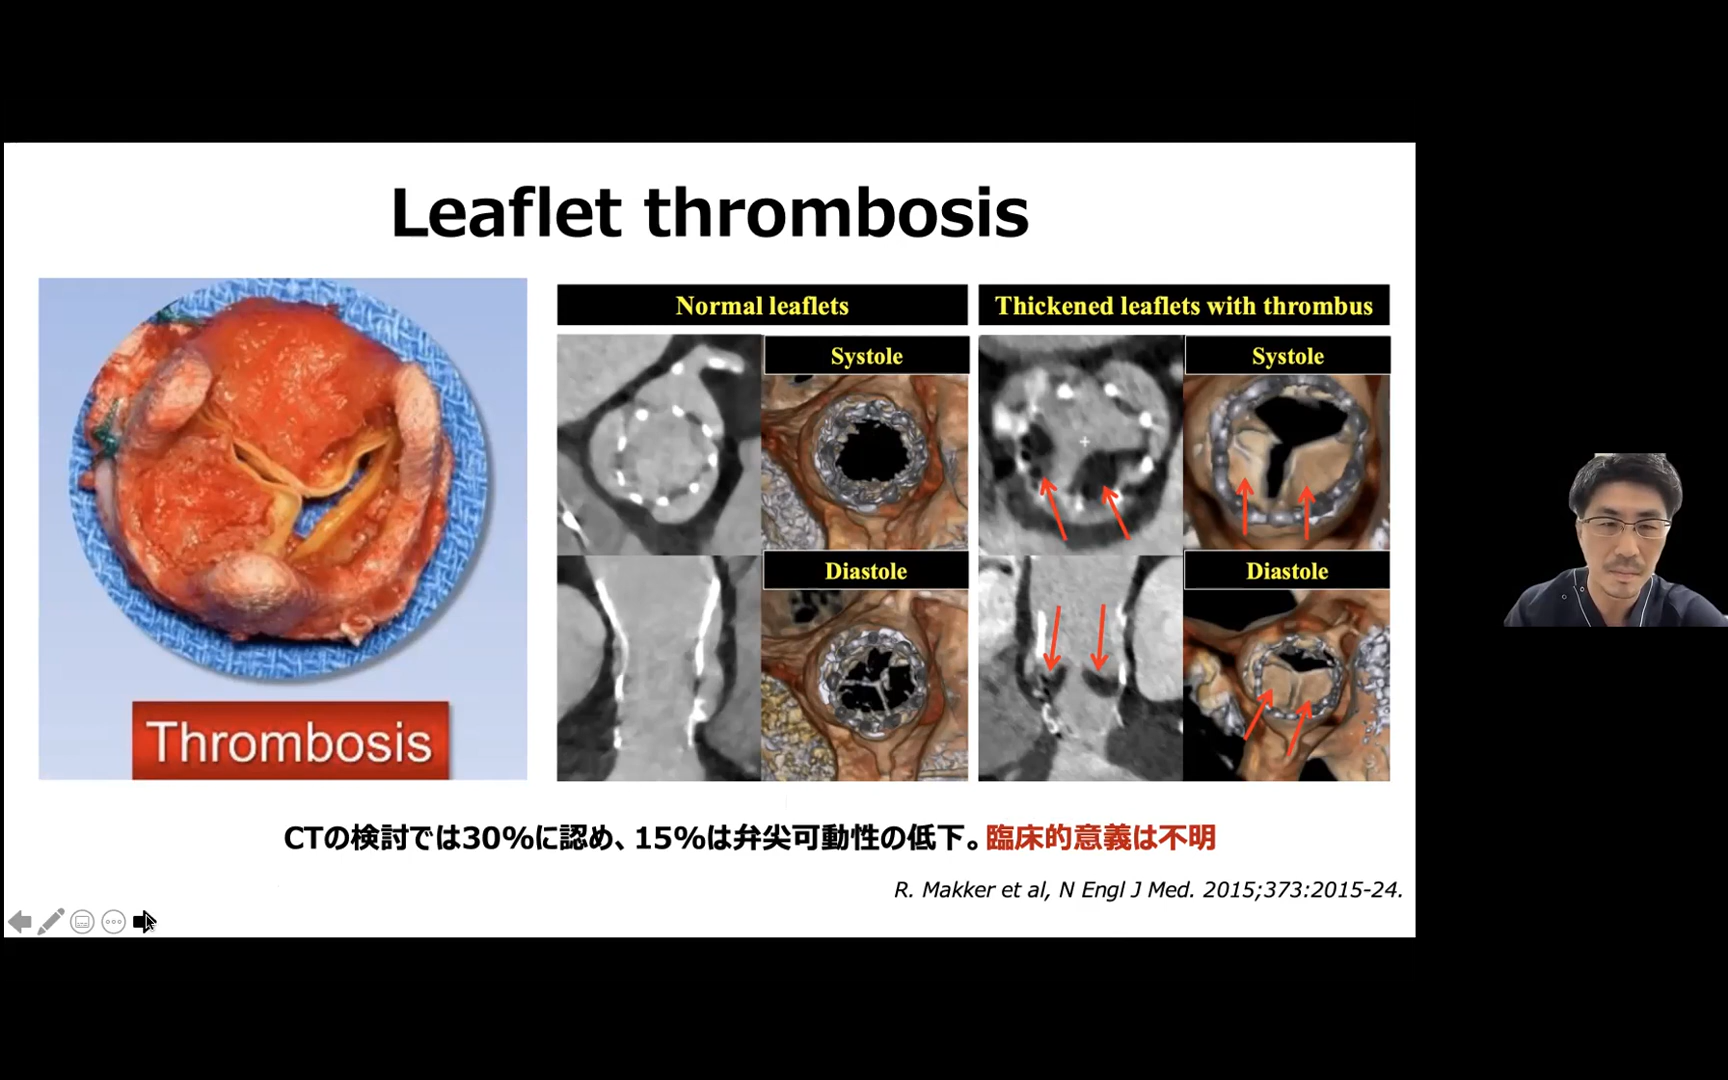 Leaflet thrombosis
Thrombosis
Normal leaflets
Systole
Diastole
Thickened leaflets with thrombus
Systole
Diastole
CTの検討では30%に認め、15%は弁尖可動性の低下。臨床的意義は不明
R. Makker et al, N Engl J Med. 2015;373:2015-24.